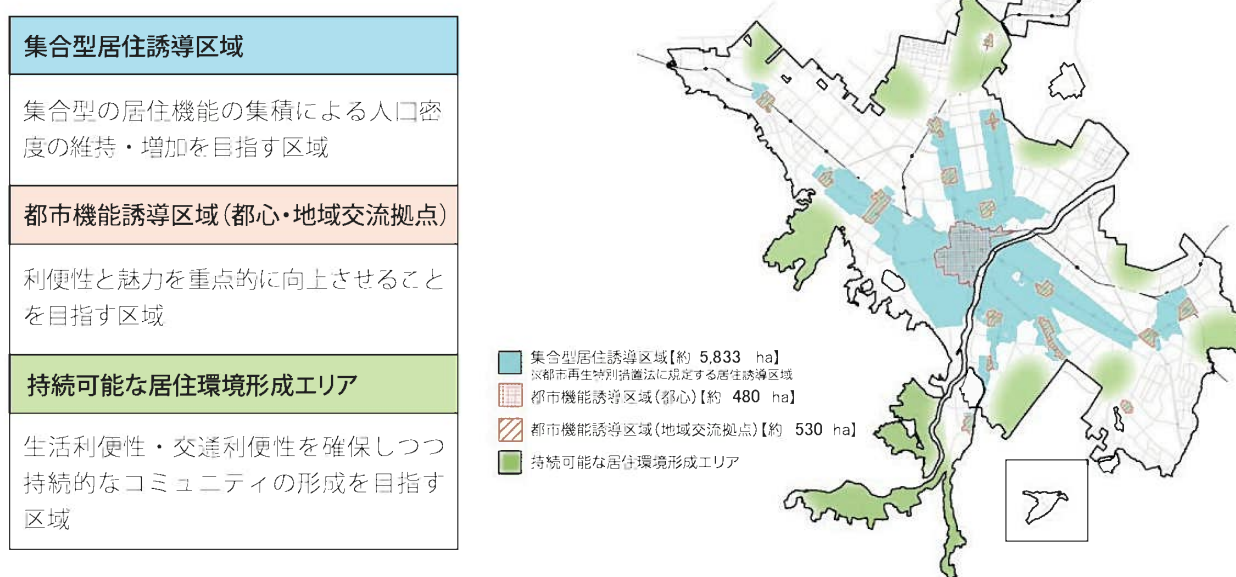 集合型居住誘導区域
集合型の居住機能の集積による人口密
度の維持・増加を目指す区域
都市機能誘導区域(都心・地域交流拠点)
利便性と魅力を重点的に向上させること
を目指す区域
持続可能な居住環境形成エリア
生活利便性・交通利便性を確保しつつ
持続的なコミュニティの形成を目指す
区域
集合型居住誘導区域【約 5,833 ha】
※都市再生特別措置法に規定する居住誘導区域
都市機能誘導区域(都心)【約 480 ha】
都市機能誘導区域(地域交流拠点)【約 530 ha】
持続可能な居住環境形成エリア